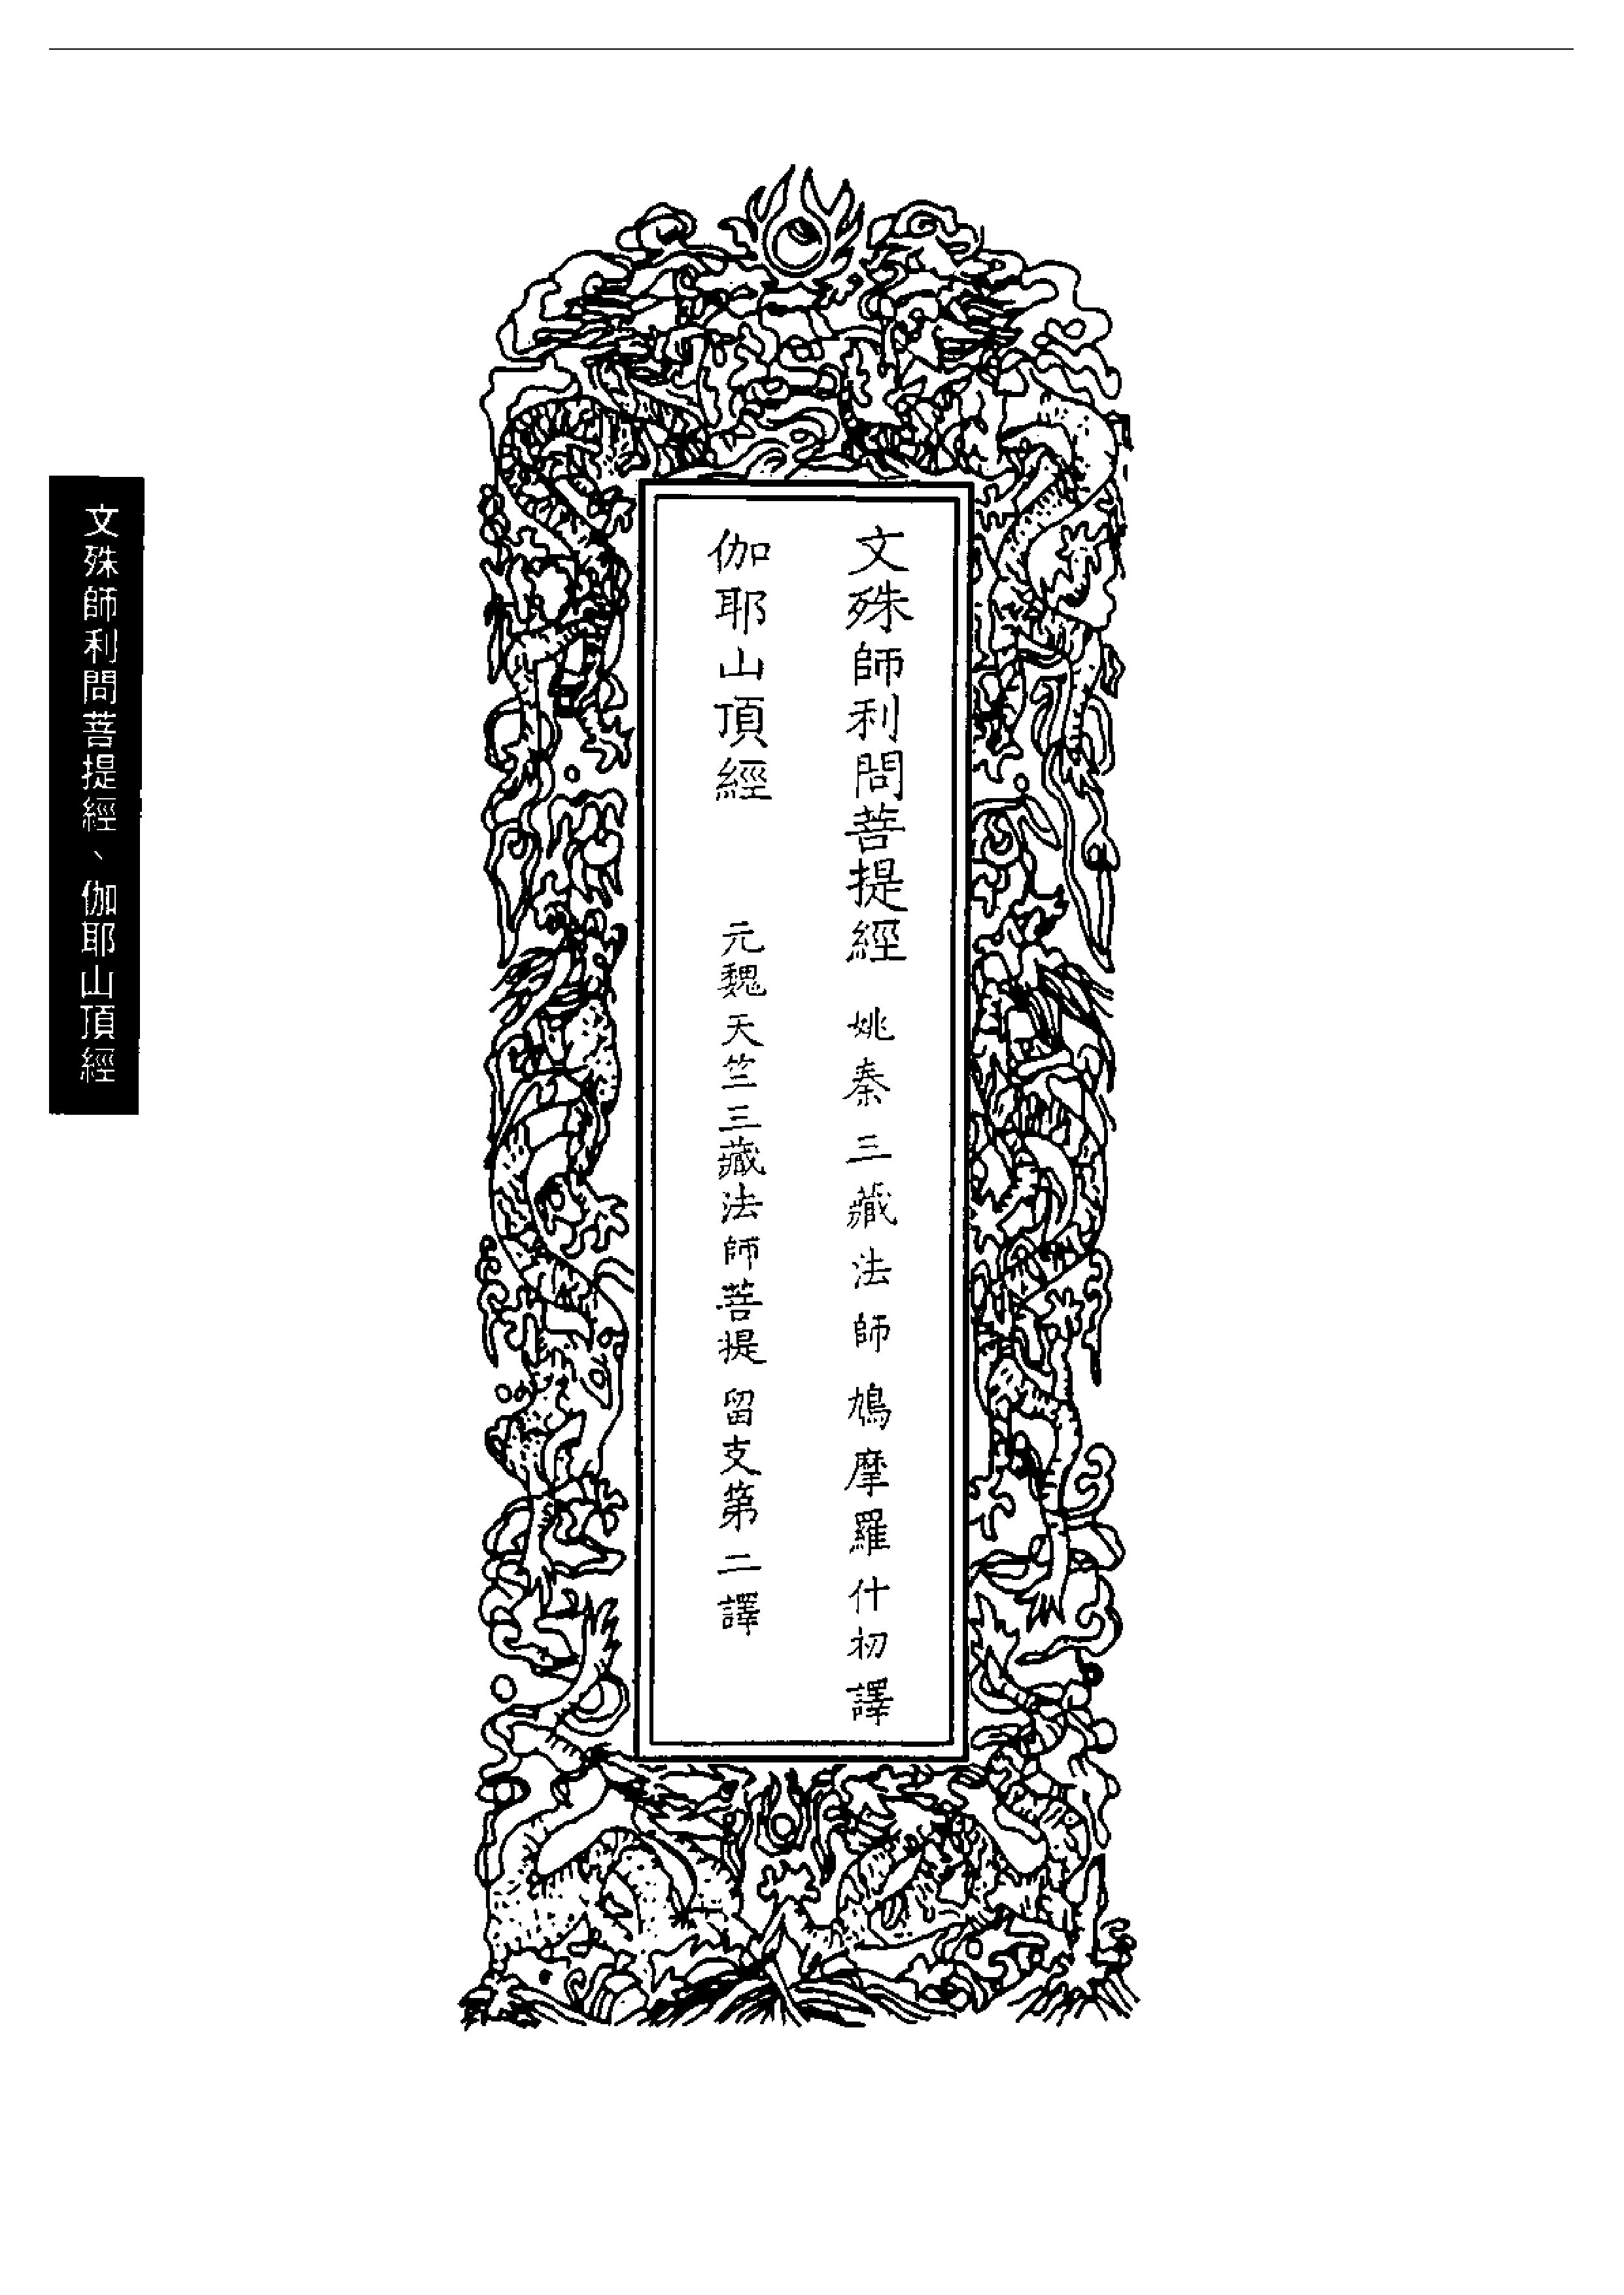 文殊師利問菩提經 姚秦三藏法師鳩摩羅什初譯
伽耶山頂經 元魏天竺三藏法師菩提留支第二譯
文殊師利問菩提經、伽耶山頂經